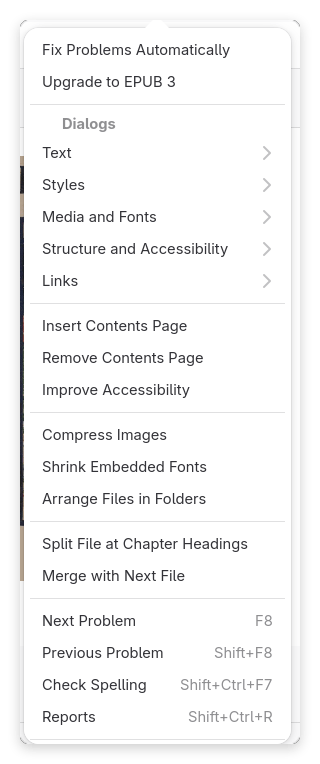 Fix Problems Automatically
Upgrade to EPUB 3
Dialogs
Text
Styles
Media and Fonts
Structure and Accessibility
Links
Insert Contents Page
Remove Contents Page
Improve Accessibility
Compress Images
Shrink Embedded Fonts
Arrange Files in Folders
Split File at Chapter Headings
Merge with Next File
Next Problem F8
Previous Problem Shift+F8
Check Spelling Shift+Ctrl+F7
Reports Shift+Ctrl+R